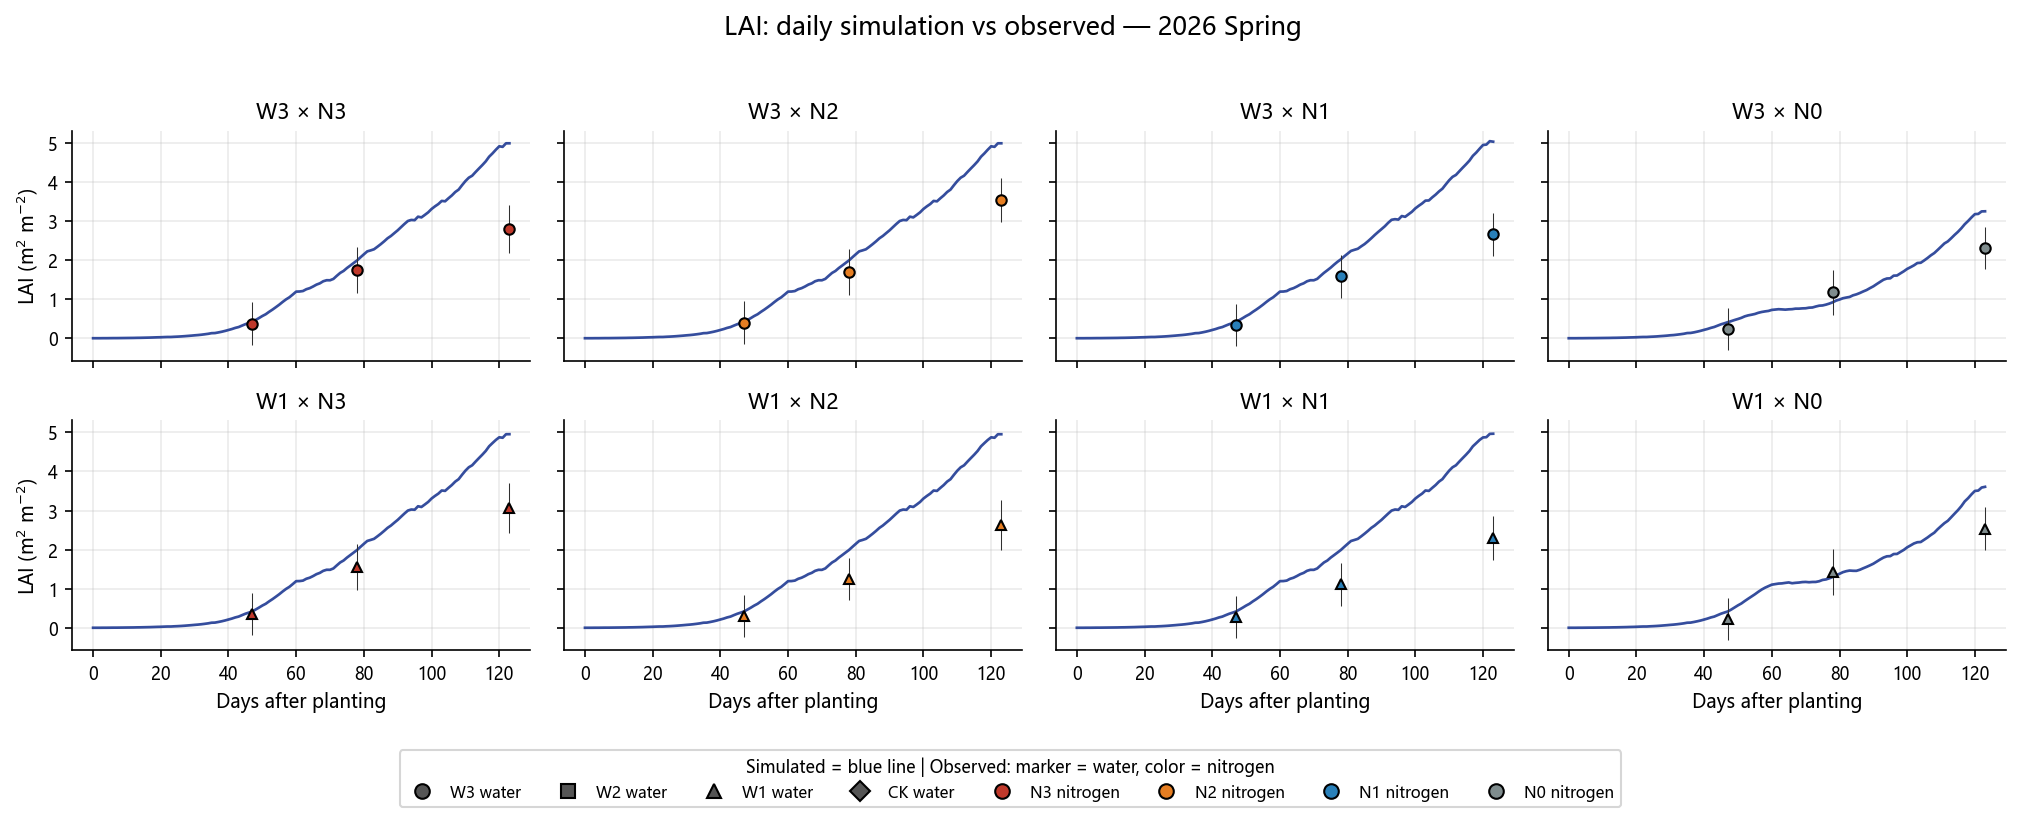 LAI: daily simulation vs observed — 2026 Spring
W3 × N3
W3 × N2
W3 × N1
W3 × N0
LAI (m² m⁻²)
5
4
3
2
1
0
W1 × N3
W1 × N2
W1 × N1
W1 × N0
LAI (m² m⁻²)
5
4
3
2
1
0
0 20 40 60 80 100 120
0 20 40 60 80 100 120
0 20 40 60 80 100 120
0 20 40 60 80 100 120
Days after planting
Days after planting
Days after planting
Days after planting
Simulated = blue line | Observed: marker = water, color = nitrogen
W3 water W2 water W1 water CK water N3 nitrogen N2 nitrogen N1 nitrogen N0 nitrogen